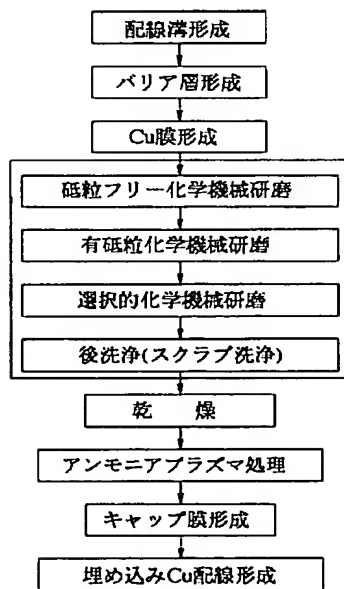 配線溝形成
バリア層形成
Cu膜形成
砥粒フリー化学機械研磨
有砥粒化学機械研磨
選択的化学機械研磨
後洗浄(スクラブ洗浄)
乾　　燥
アンモニアプラズマ処理
キャップ膜形成
埋め込みCu配線形成